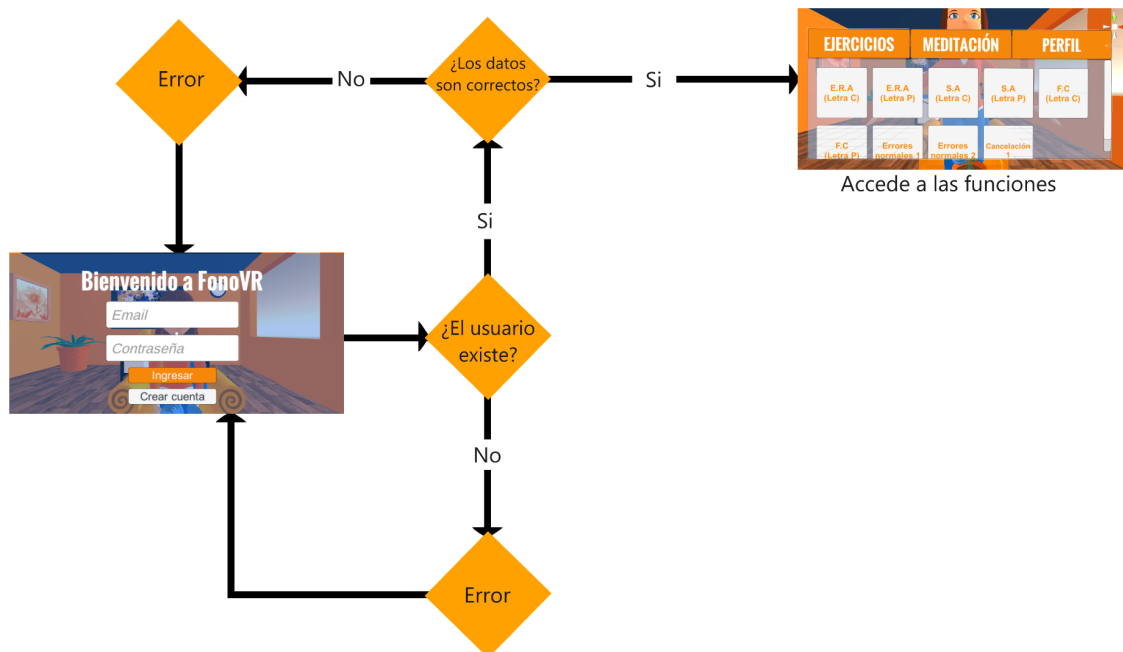 Error
No
¿Los datos
son correctos?
Si
EJERCICIOS
MEDITACIÓN
PERFIL
E.R.A
(Letra C)
E.R.A
(Letra P)
S.A
(Letra C)
S.A
(Letra P)
F.C
(Letra C)
F.C
(Letra P)
Errores
normales 1
Errores
normales 2
Cancelación
1
Accede a las funciones
Si
Bienvenido a FonoVR
Email
Contraseña
Ingresar
Crear cuenta
¿El usuario
existe?
No
Error